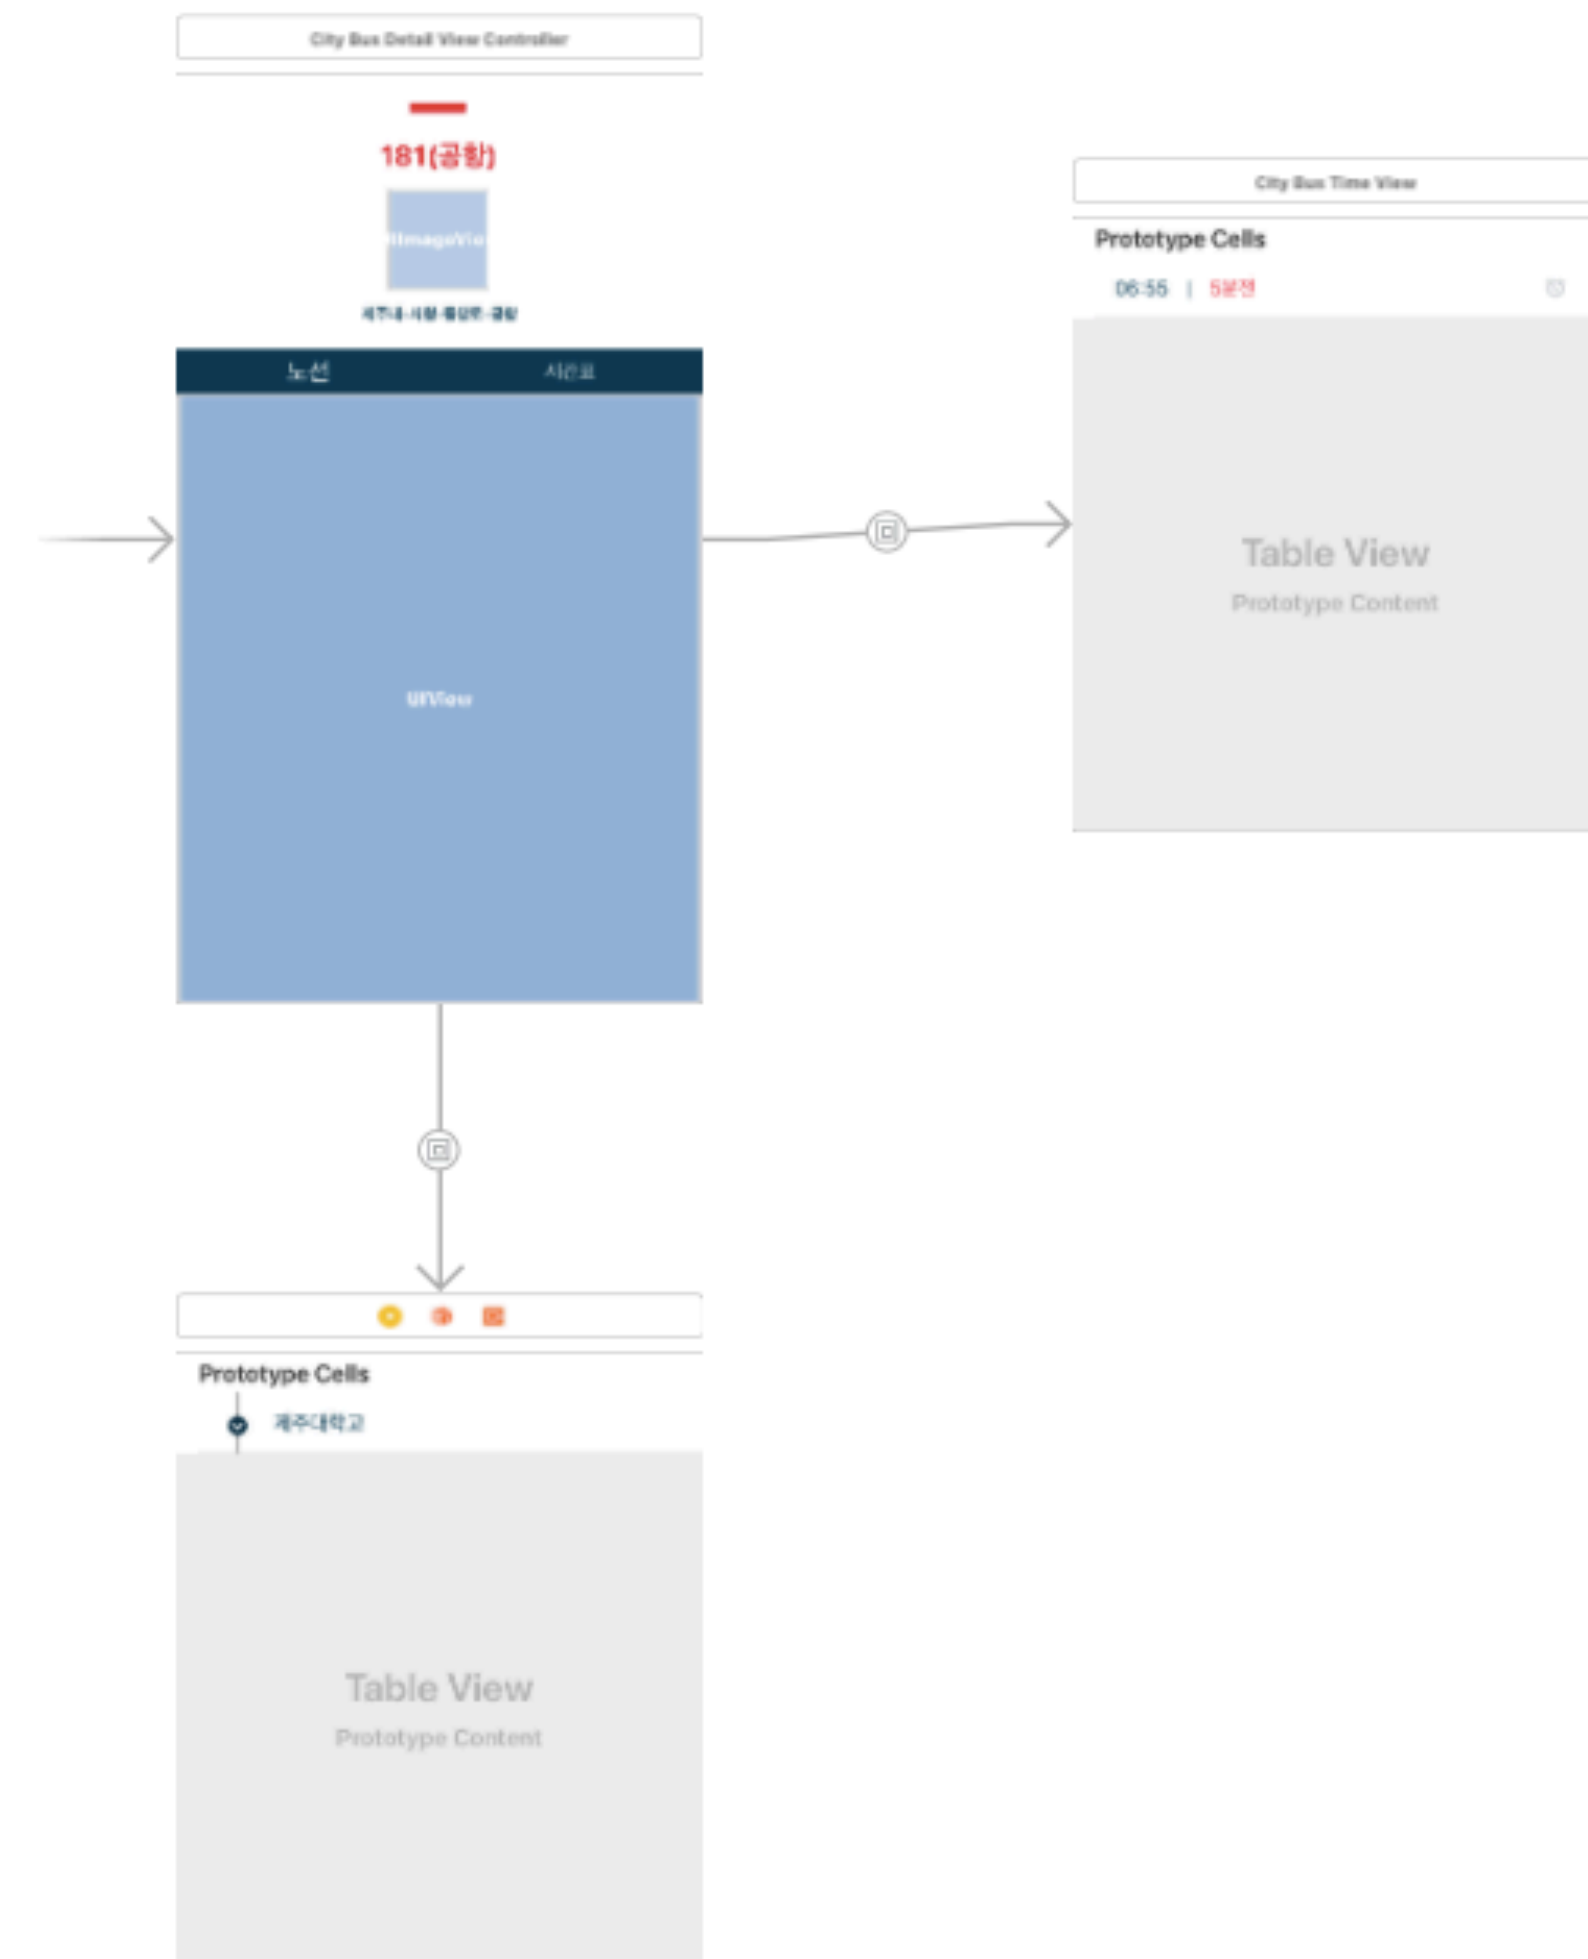 City Bus Detail View Controller
181(공항)
UIImageVie
노선 시간표
UIView
City Bus Time View
Prototype Cells
06:55 | 5분전
Table View
Prototype Content
Prototype Cells
제주대학교
Table View
Prototype Content